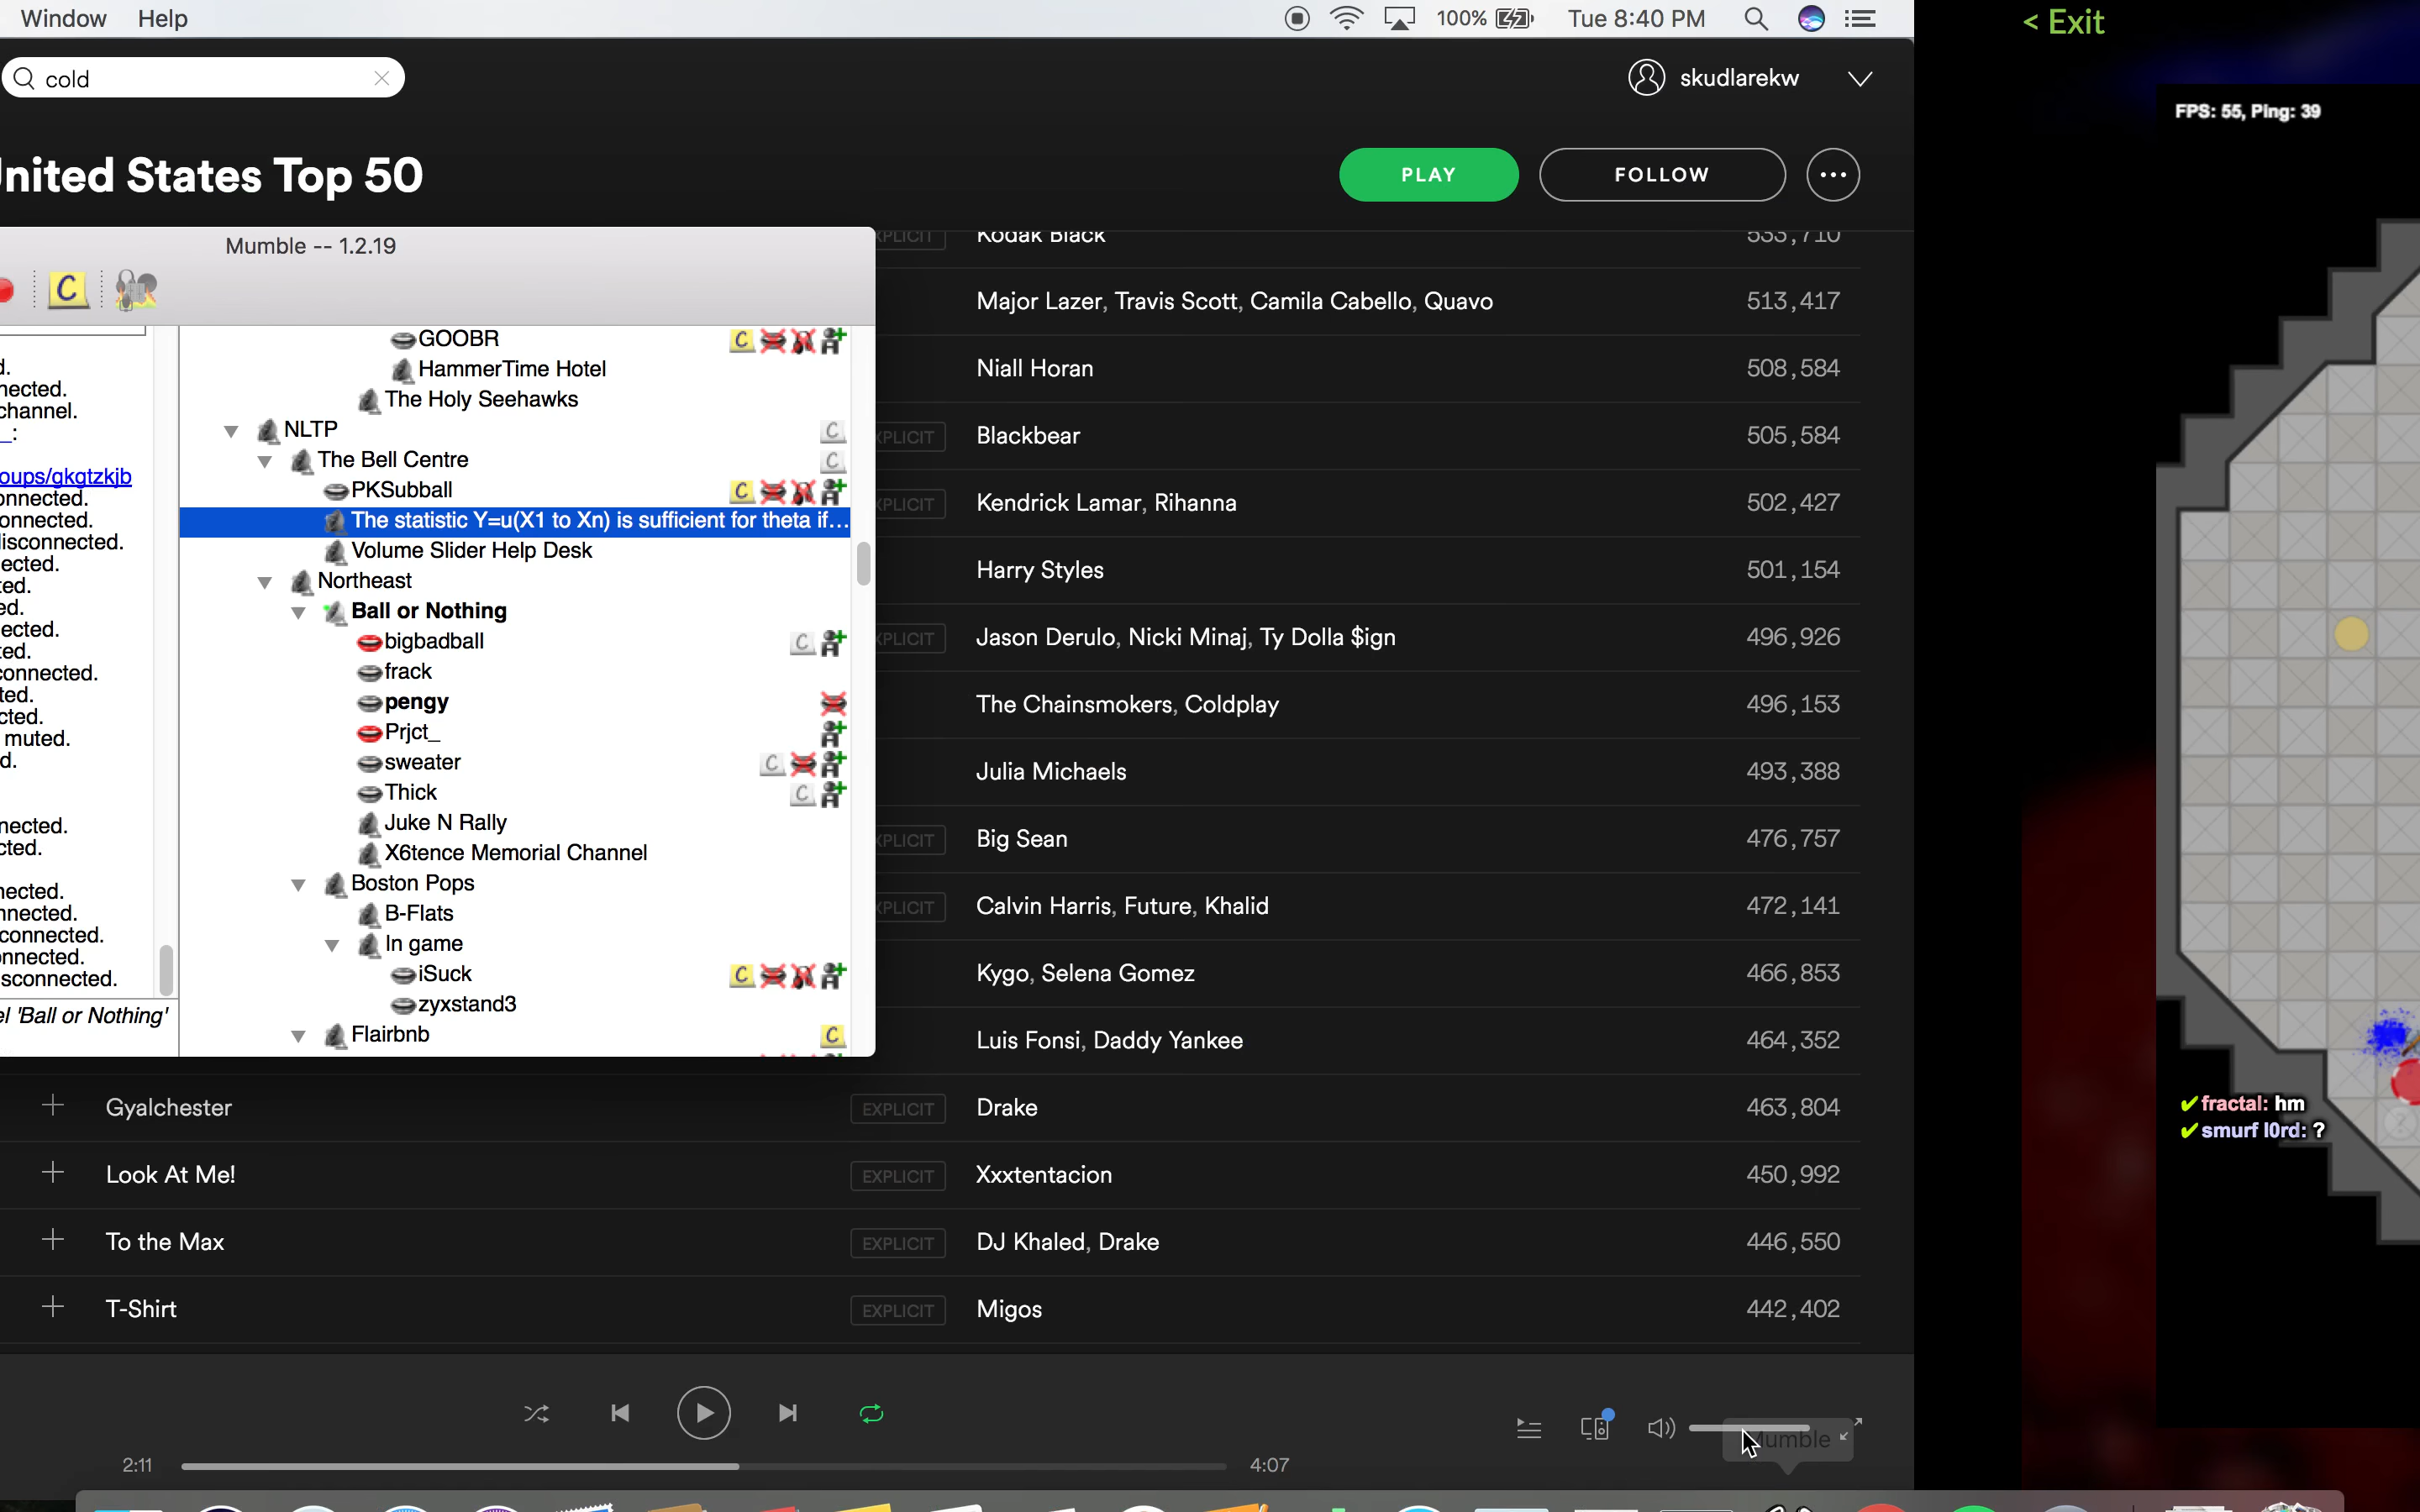 Window Help
100%
Tue 8:40 PM
cold
skudlarekw
United States Top 50
PLAY
FOLLOW
Kodak Black 533,710
Major Lazer, Travis Scott, Camila Cabello, Quavo 513,417
Niall Horan 508,584
Blackbear 505,584
Kendrick Lamar, Rihanna 502,427
Harry Styles 501,154
Jason Derulo, Nicki Minaj, Ty Dolla $ign 496,926
The Chainsmokers, Coldplay 496,153
Julia Michaels 493,388
Big Sean 476,757
Calvin Harris, Future, Khalid 472,141
Kygo, Selena Gomez 466,853
Luis Fonsi, Daddy Yankee 464,352
Gyalchester EXPLICIT Drake 463,804
Look At Me! EXPLICIT Xxxtentacion 450,992
To the Max EXPLICIT DJ Khaled, Drake 446,550
T-Shirt EXPLICIT Migos 442,402
2:11
4:07
Mumble
Mumble -- 1.2.19
C
nected.
channel.
_:
oups/gkgtzkjb
onnected.
onnected.
disconnected.
ected.
ted.
ed.
ected.
ted.
connected.
ted.
cted.
muted.
d.
nected.
cted.
nected.
nnected.
connected.
onnected.
sconnected.
el 'Ball or Nothing'
GOOBR
HammerTime Hotel
The Holy Seehawks
NLTP
The Bell Centre
PKSubball
The statistic Y=u(X1 to Xn) is sufficient for theta if...
Volume Slider Help Desk
Northeast
Ball or Nothing
bigbadball
frack
pengy
Prjct_
sweater
Thick
Juke N Rally
X6tence Memorial Channel
Boston Pops
B-Flats
In game
iSuck
zyxstand3
Flairbnb
< Exit
FPS: 55, Ping: 39
✔fractal: hm
✔smurf l0rd: ?